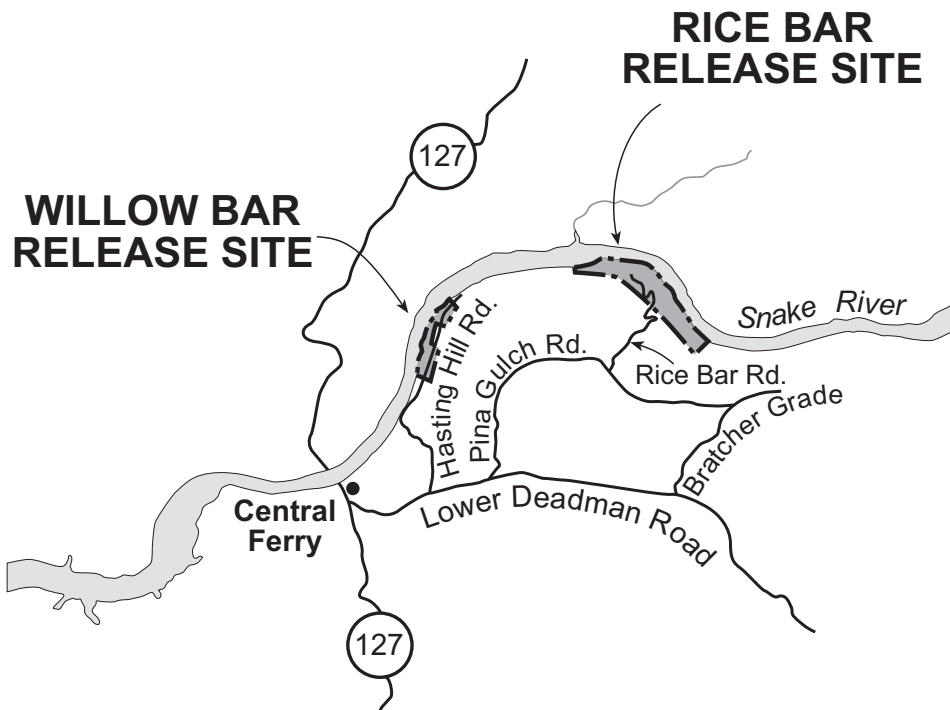 RICE BAR
RELEASE SITE
127
WILLOW BAR
RELEASE SITE
Snake River
Hasting Hill Rd.
Pina Gulch Rd.
Rice Bar Rd.
Bratcher Grade
Central
Ferry
Lower Deadman Road
127